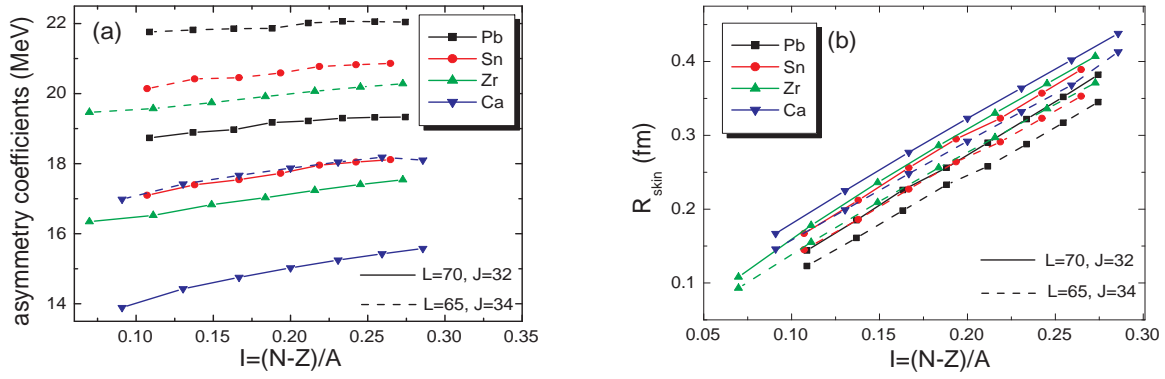 (a)
asymmetry coefficients (MeV)
22
20
18
16
14
Pb
Sn
Zr
Ca
L=70, J=32
L=65, J=34
0.10 0.15 0.20 0.25 0.30 0.35
I=(N-Z)/A
(b)
R_skin (fm)
0.4
0.3
0.2
0.1
Pb
Sn
Zr
Ca
L=70, J=32
L=65, J=34
0.05 0.10 0.15 0.20 0.25 0.30
I=(N-Z)/A